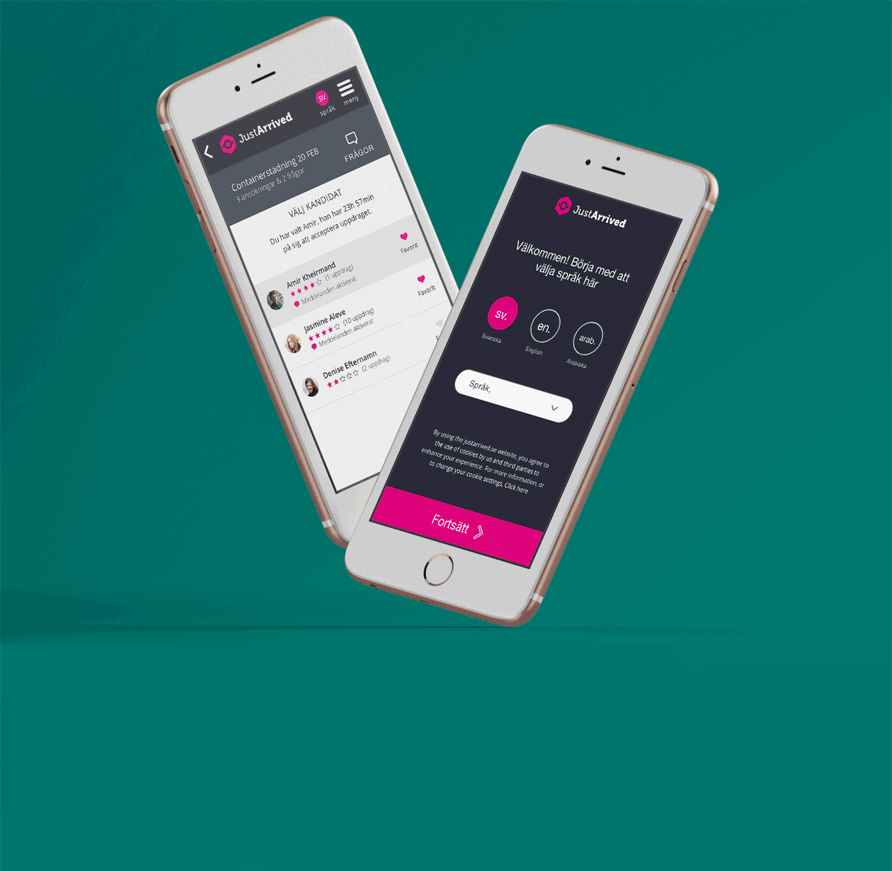 JustArrived
sv
språk
meny
Containerstädning 20 FEB
3 ansökningar & 2 frågor
FRÅGOR
VÄLJ KANDIDAT
Du har valt Amir, han har 23h 57min
på sig att acceptera uppdraget.
Amir Kheirmand
(1 uppdrag)
Meddelanden aktiverat
Favorit
Jasmine Aleve
(10 uppdrag)
Meddelanden aktiverat
Favorit
Denise Efternamn
(2 uppdrag)
JustArrived
Välkommen! Börja med att
välja språk här
sv.
Svenska
en.
English
arab.
Arabiska
Språk,
By using the justarrived.se website, you agree to
the use of cookies by us and third parties to
enhance your experience. For more information, or
to change your cookie settings, Click here
Fortsätt